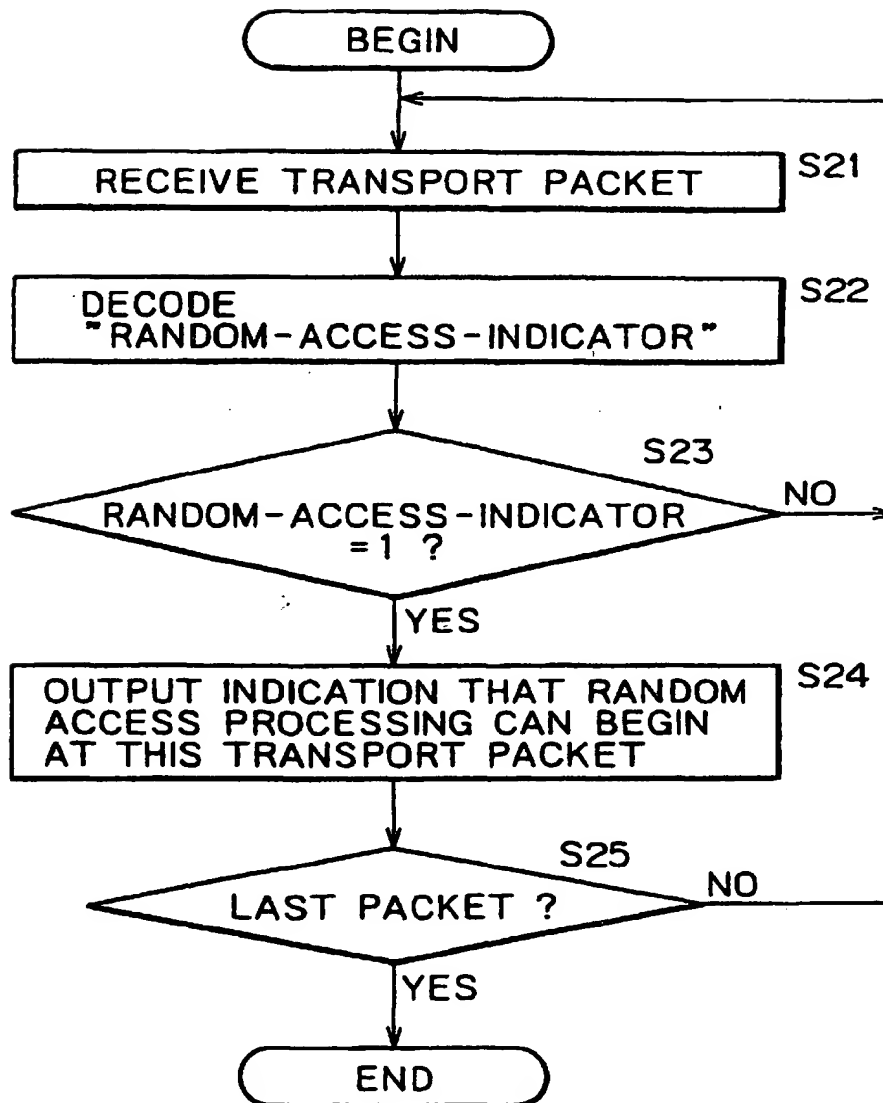 BEGIN
RECEIVE TRANSPORT PACKET
S21
DECODE
"RANDOM-ACCESS-INDICATOR"
S22
S23
RANDOM-ACCESS-INDICATOR
=1 ?
NO
YES
OUTPUT INDICATION THAT RANDOM
ACCESS PROCESSING CAN BEGIN
AT THIS TRANSPORT PACKET
S24
S25
LAST PACKET ?
NO
YES
END